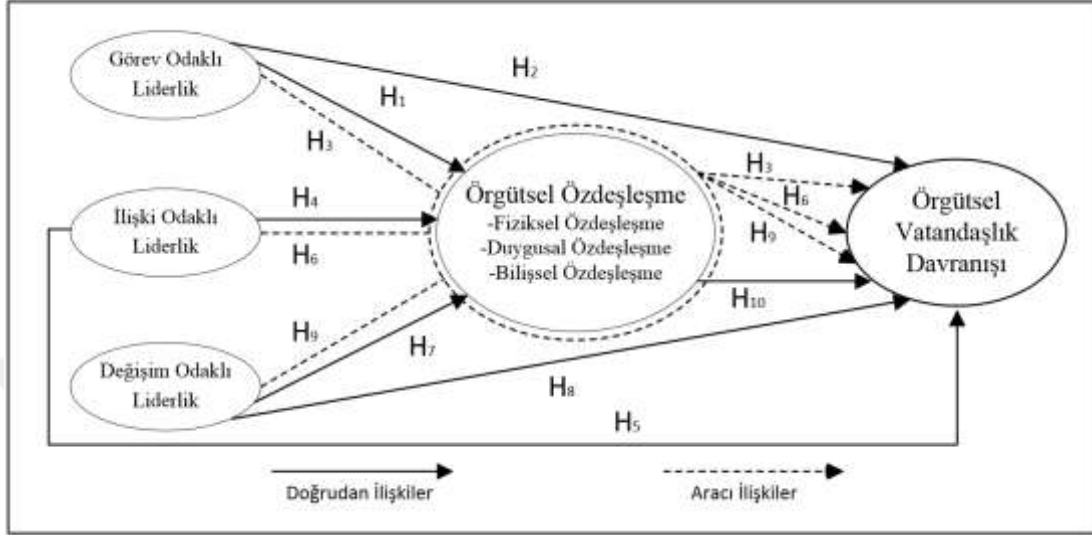 Görev Odaklı
Liderlik
H2
H1
H3
H3
H6
H9
Örgütsel Özdeşleşme
-Fiziksel Özdeşleşme
-Duygusal Özdeşleşme
-Bilişsel Özdeşleşme
Örgütsel
Vatandaşlık
Davranışı
İlişki Odaklı
Liderlik
H4
H6
H10
H9
H7
Değişim Odaklı
Liderlik
H8
H5
Doğrudan İlişkiler
Aracı İlişkiler